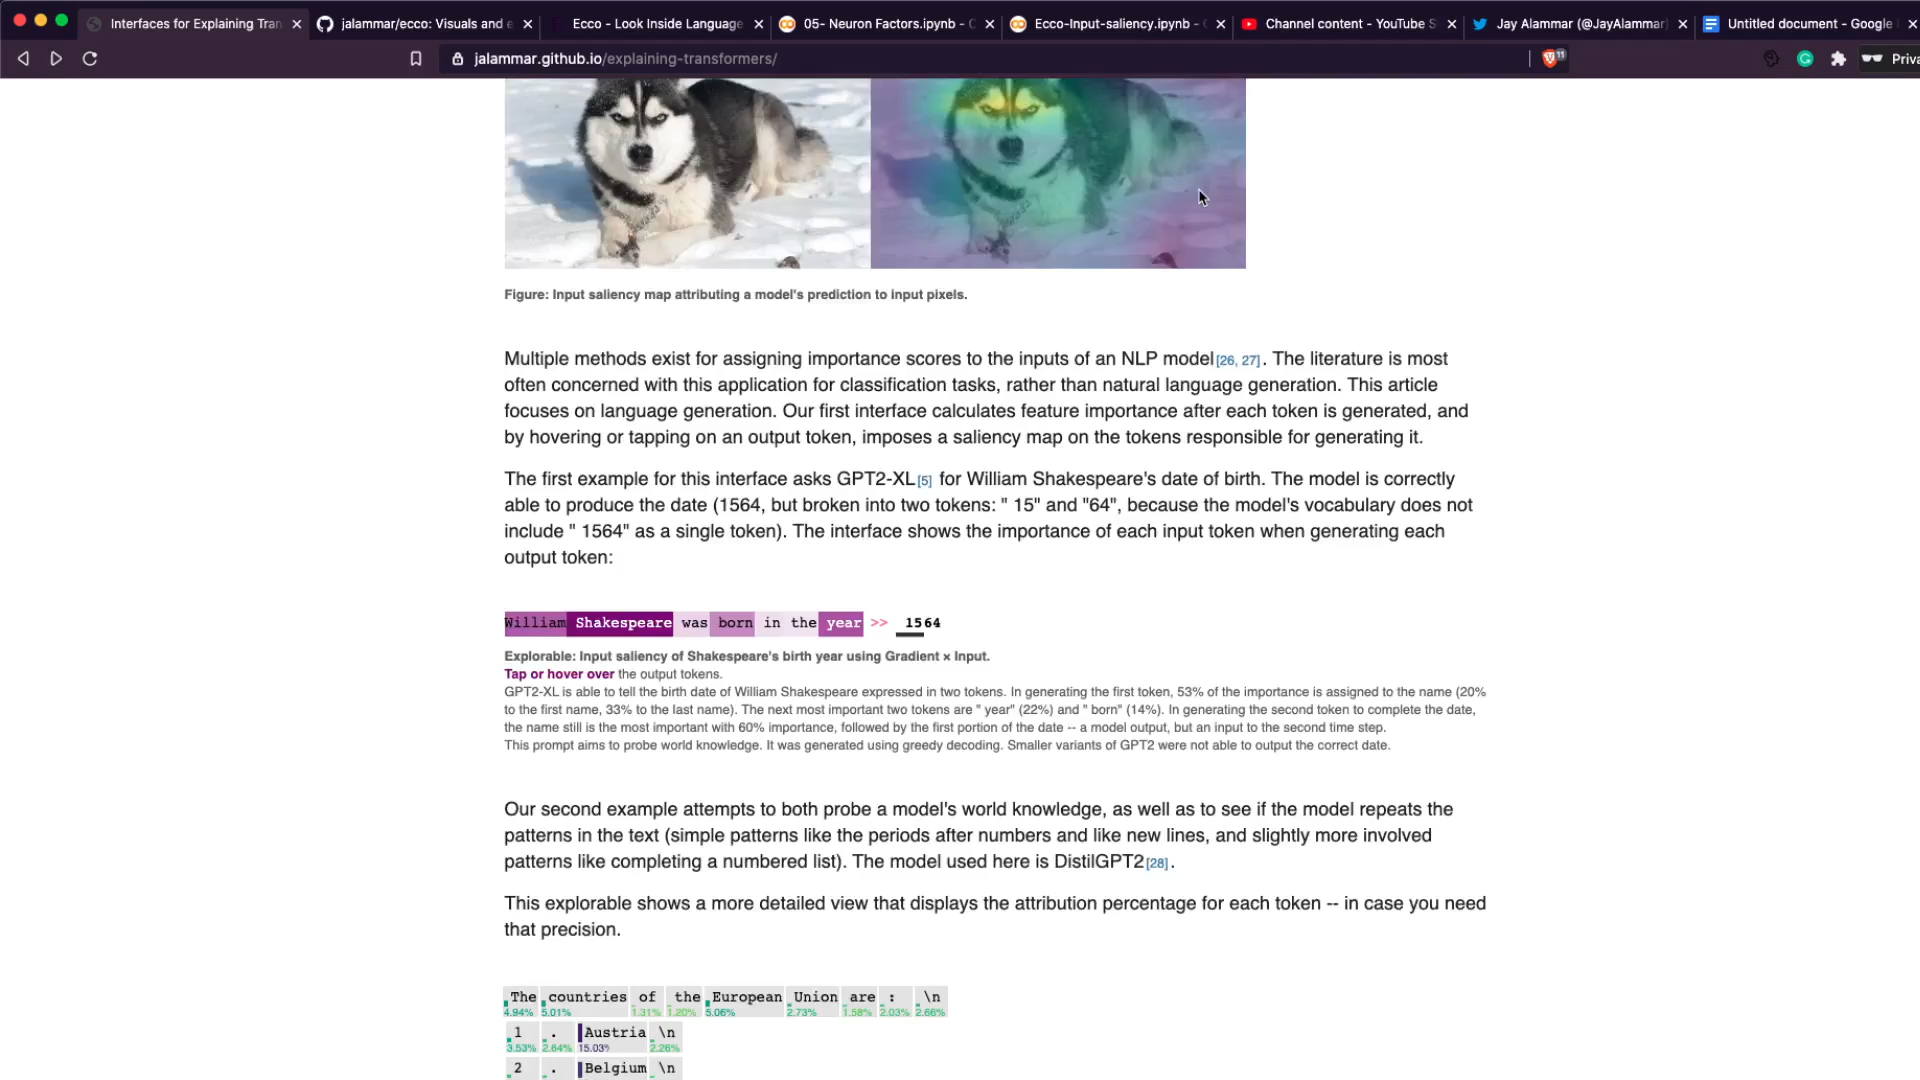 Interfaces for Explaining Tran
jalammar/ecco: Visuals and e
Ecco - Look Inside Language
05- Neuron Factors.ipynb - C
Ecco-Input-saliency.ipynb - C
Channel content - YouTube S
Jay Alammar (@JayAlammar)
Untitled document - Google
jalammar.github.io/explaining-transformers/
11
Priva
Figure: Input saliency map attributing a model's prediction to input pixels.
Multiple methods exist for assigning importance scores to the inputs of an NLP model[26, 27]. The literature is most
often concerned with this application for classification tasks, rather than natural language generation. This article
focuses on language generation. Our first interface calculates feature importance after each token is generated, and
by hovering or tapping on an output token, imposes a saliency map on the tokens responsible for generating it.
The first example for this interface asks GPT2-XL[5] for William Shakespeare's date of birth. The model is correctly
able to produce the date (1564, but broken into two tokens: " 15" and "64", because the model's vocabulary does not
include " 1564" as a single token). The interface shows the importance of each input token when generating each
output token:
William Shakespeare was born in the year >> 1564
Explorable: Input saliency of Shakespeare's birth year using Gradient × Input.
Tap or hover over the output tokens.
GPT2-XL is able to tell the birth date of William Shakespeare expressed in two tokens. In generating the first token, 53% of the importance is assigned to the name (20%
to the first name, 33% to the last name). The next most important two tokens are " year" (22%) and " born" (14%). In generating the second token to complete the date,
the name still is the most important with 60% importance, followed by the first portion of the date -- a model output, but an input to the second time step.
This prompt aims to probe world knowledge. It was generated using greedy decoding. Smaller variants of GPT2 were not able to output the correct date.
Our second example attempts to both probe a model's world knowledge, as well as to see if the model repeats the
patterns in the text (simple patterns like the periods after numbers and like new lines, and slightly more involved
patterns like completing a numbered list). The model used here is DistilGPT2[28].
This explorable shows a more detailed view that displays the attribution percentage for each token -- in case you need
that precision.
The countries of the European Union are : \n
4.94% 5.01% 1.31% 1.20% 5.06% 2.73% 1.58% 2.03% 2.66%
1 . Austria \n
3.53% 2.64% 15.03% 2.26%
2 . Belgium \n